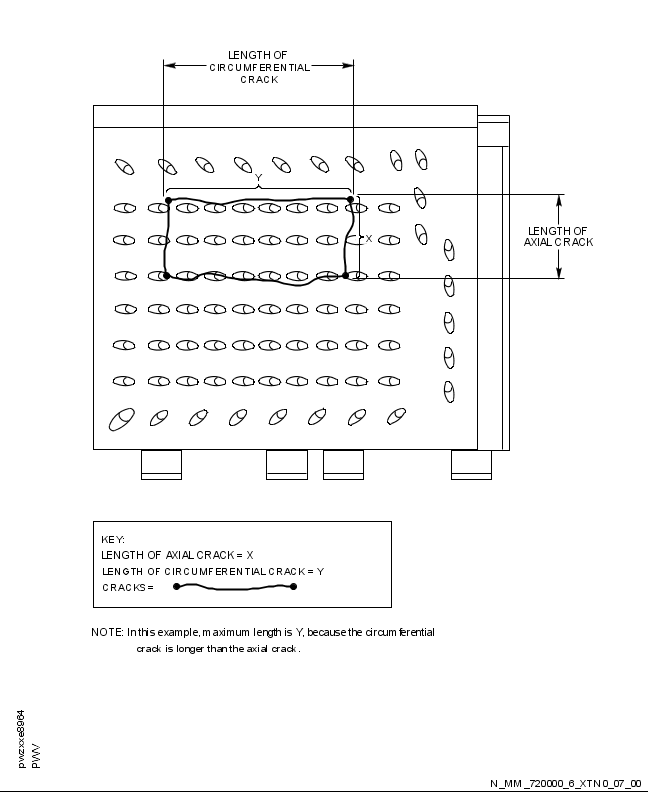 LENGTH OF
CIRCUMFERENTIAL
CRACK
Y
X
LENGTH OF
AXIAL CRACK
KEY:
LENGTH OF AXIAL CRACK = X
LENGTH OF CIRCUMFERENTIAL CRACK = Y
CRACKS =
NOTE: In this example, maximum length is Y, because the circumferential
crack is longer than the axial crack.
pwzxxe8964
PWV
N_MM_720000_6_XTN0_07_00